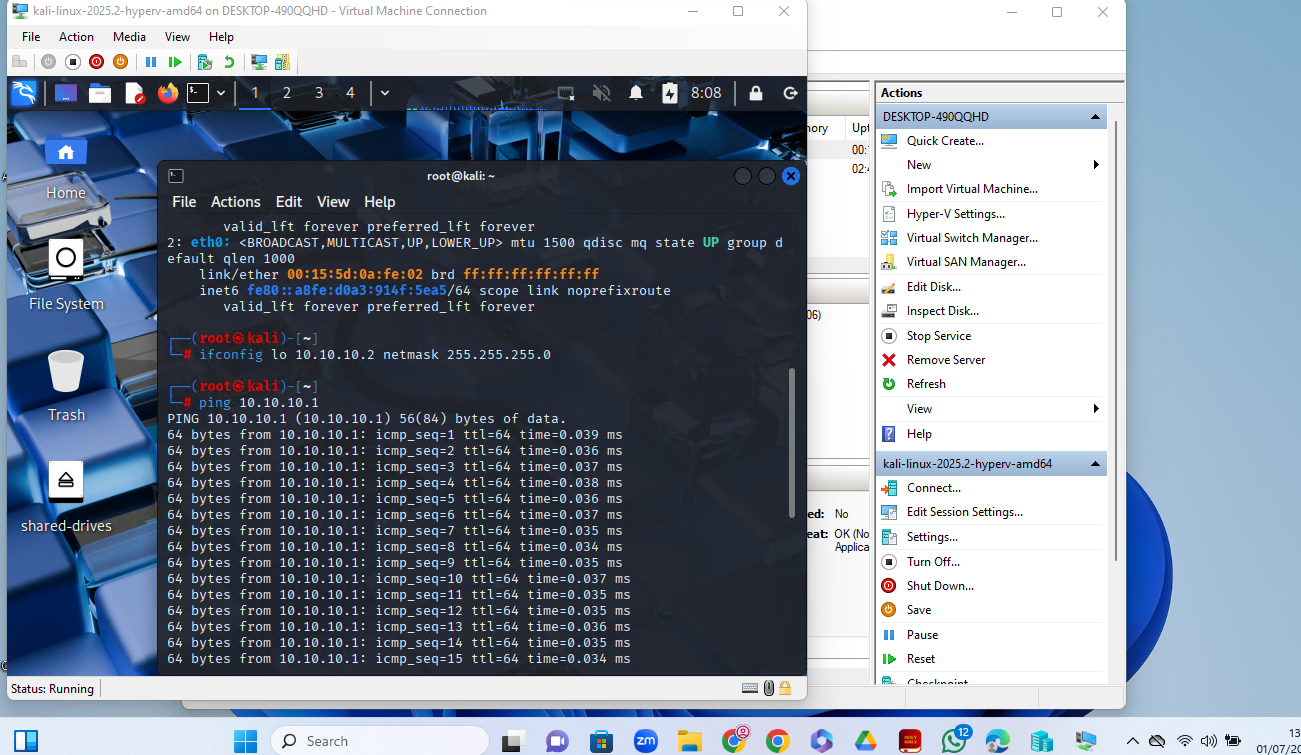 kali-linux-2025.2-hyperv-amd64 on DESKTOP-490QQHD - Virtual Machine Connection
File Action Media View Help
1 2 3 4 8:08
Home
File System
Trash
shared-drives
root@kali: ~
File Actions Edit View Help
valid_lft forever preferred_lft forever
2: eth0: <BROADCAST,MULTICAST,UP,LOWER_UP> mtu 1500 qdisc mq state UP group d
efault qlen 1000
link/ether 00:15:5d:0a:fe:02 brd ff:ff:ff:ff:ff:ff
inet6 fe80::a8fe:d0a3:914f:5ea5/64 scope link noprefixroute
valid_lft forever preferred_lft forever
┌──(root㉿kali)-[~]
└─# ifconfig lo 10.10.10.2 netmask 255.255.255.0
┌──(root㉿kali)-[~]
└─# ping 10.10.10.1
PING 10.10.10.1 (10.10.10.1) 56(84) bytes of data.
64 bytes from 10.10.10.1: icmp_seq=1 ttl=64 time=0.039 ms
64 bytes from 10.10.10.1: icmp_seq=2 ttl=64 time=0.036 ms
64 bytes from 10.10.10.1: icmp_seq=3 ttl=64 time=0.037 ms
64 bytes from 10.10.10.1: icmp_seq=4 ttl=64 time=0.038 ms
64 bytes from 10.10.10.1: icmp_seq=5 ttl=64 time=0.036 ms
64 bytes from 10.10.10.1: icmp_seq=6 ttl=64 time=0.037 ms
64 bytes from 10.10.10.1: icmp_seq=7 ttl=64 time=0.035 ms
64 bytes from 10.10.10.1: icmp_seq=8 ttl=64 time=0.034 ms
64 bytes from 10.10.10.1: icmp_seq=9 ttl=64 time=0.035 ms
64 bytes from 10.10.10.1: icmp_seq=10 ttl=64 time=0.037 ms
64 bytes from 10.10.10.1: icmp_seq=11 ttl=64 time=0.035 ms
64 bytes from 10.10.10.1: icmp_seq=12 ttl=64 time=0.035 ms
64 bytes from 10.10.10.1: icmp_seq=13 ttl=64 time=0.036 ms
64 bytes from 10.10.10.1: icmp_seq=14 ttl=64 time=0.035 ms
64 bytes from 10.10.10.1: icmp_seq=15 ttl=64 time=0.034 ms
Status: Running
mory Upt
00:
02:
06)
ed: No
eat: OK (No
Applica
Actions
DESKTOP-490QQHD
Quick Create...
New
Import Virtual Machine...
Hyper-V Settings...
Virtual Switch Manager...
Virtual SAN Manager...
Edit Disk...
Inspect Disk...
Stop Service
Remove Server
Refresh
View
Help
kali-linux-2025.2-hyperv-amd64
Connect...
Edit Session Settings...
Settings...
Turn Off...
Shut Down...
Save
Pause
Reset
Checkpoint
Search
zm
12
13
01/07/20